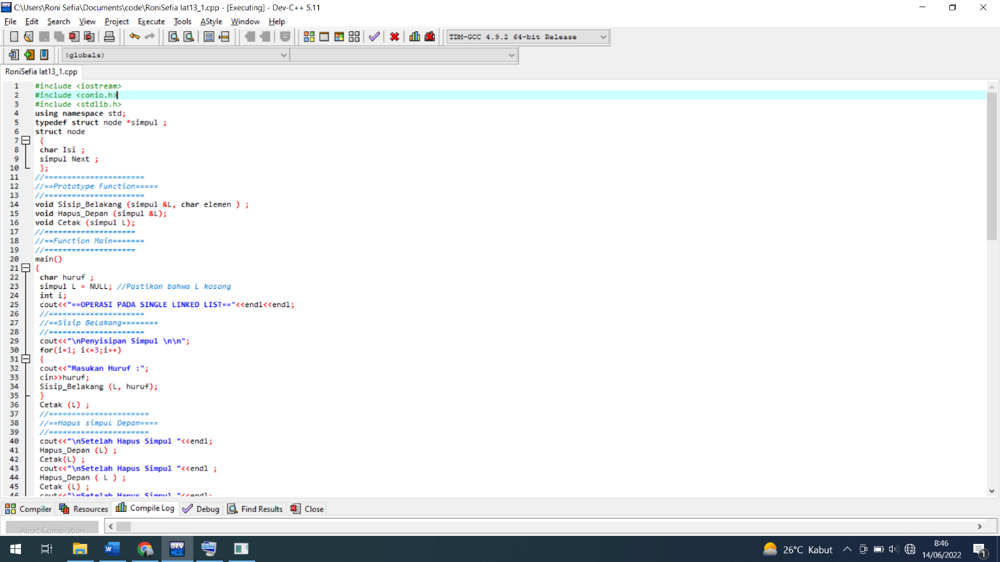 C:\Users\Roni Sefia\Documents\code\RoniSefia lat13_1.cpp - [Executing] - Dev-C++ 5.11
File Edit Search View Project Execute Tools AStyle Window Help
TDM-GCC 4.9.2 64-bit Release
(globals)
RoniSefia lat13_1.cpp
1 #include <iostream>
2 #include <conio.h>
3 #include <stdlib.h>
4 using namespace std;
5 typedef struct node *simpul ;
6 struct node
7 {
8 char Isi ;
9 simpul Next ;
10 };
11 //======================
12 //==Prototype Function=====
13 //======================
14 void Sisip_Belakang (simpul &L, char elemen ) ;
15 void Hapus_Depan (simpul &L);
16 void Cetak (simpul L);
17 //====================
18 //==Function Main=======
19 //====================
20 main()
21 {
22 char huruf ;
23 simpul L = NULL; //Pastikan bahwa L kosong
24 int i;
25 cout<<"==OPERASI PADA SINGLE LINKED LIST=="<<endl<<endl;
26 //=====================
27 //==Sisip Belakang========
28 //=====================
29 cout<<"\nPenyisipan Simpul \n\n";
30 for(i=1; i<=3;i++)
31 {
32 cout<<"Masukan Huruf :";
33 cin>>huruf;
34 Sisip_Belakang (L, huruf);
35 }
36 Cetak (L) ;
37 //======================
38 //==Hapus simpul Depan====
39 //======================
40 cout<<"\nSetelah Hapus Simpul "<<endl;
41 Hapus_Depan (L) ;
42 Cetak(L) ;
43 cout<<"\nSetelah Hapus Simpul "<<endl ;
44 Hapus_Depan ( L ) ;
45 Cetak (L) ;
46 cout<<"\nSetelah Hapus Simpul "<<endl;
Compiler Resources Compile Log Debug Find Results Close
Abort Compilation
26°C Kabut
8:46
14/06/2022
1